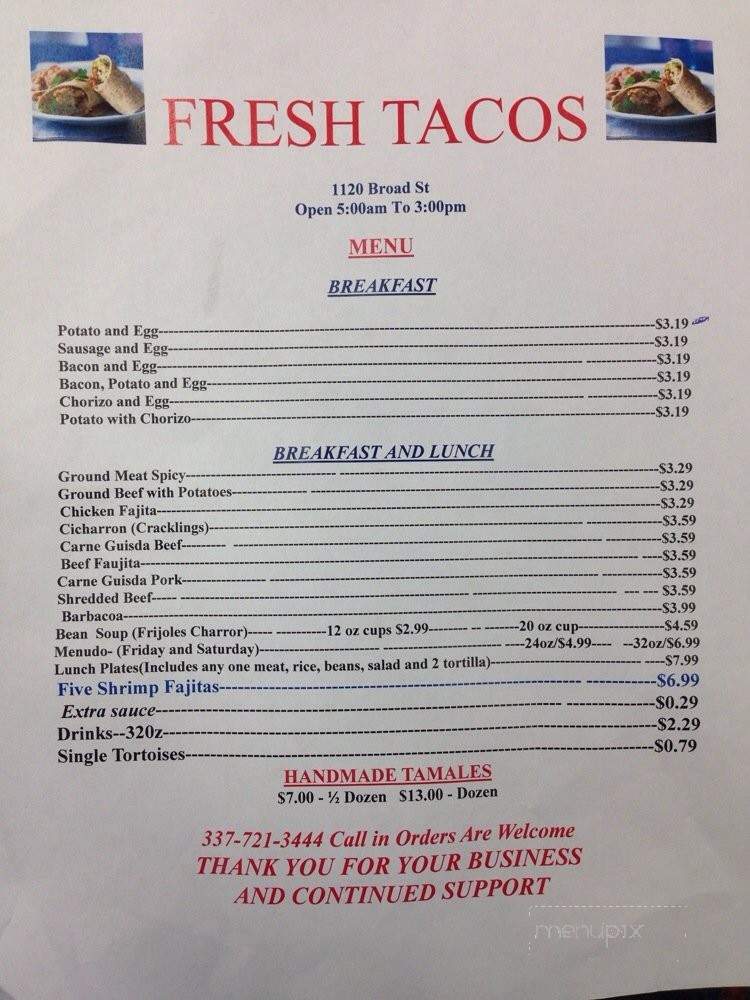 FRESH TACOS
1120 Broad St
Open 5:00am To 3:00pm
MENU
BREAKFAST
Potato and Egg---$3.19
Sausage and Egg---$3.19
Bacon and Egg---$3.19
Bacon, Potato and Egg---$3.19
Chorizo and Egg---$3.19
Potato with Chorizo---$3.19
BREAKFAST AND LUNCH
Ground Meat Spicy---$3.29
Ground Beef with Potatoes---$3.29
Chicken Fajita---$3.29
Cicharron (Cracklings)---$3.59
Carne Guisda Beef---$3.59
Beef Faujita---$3.59
Carne Guisda Pork---$3.59
Shredded Beef--- $3.59
Barbacoa---$3.99
Bean Soup (Frijoles Charror)---12 oz cups $2.99---20 oz cup---$4.59
Menudo- (Friday and Saturday)---24oz/$4.99---- --32oz/$6.99
Lunch Plates(Includes any one meat, rice, beans, salad and 2 tortilla)---$7.99
Five Shrimp Fajitas---$6.99
Extra sauce---$0.29
Drinks--320z---$2.29
Single Tortoises---$0.79
HANDMADE TAMALES
$7.00 - ½ Dozen $13.00 - Dozen
337-721-3444 Call in Orders Are Welcome
THANK YOU FOR YOUR BUSINESS
AND CONTINUED SUPPORT
menupix